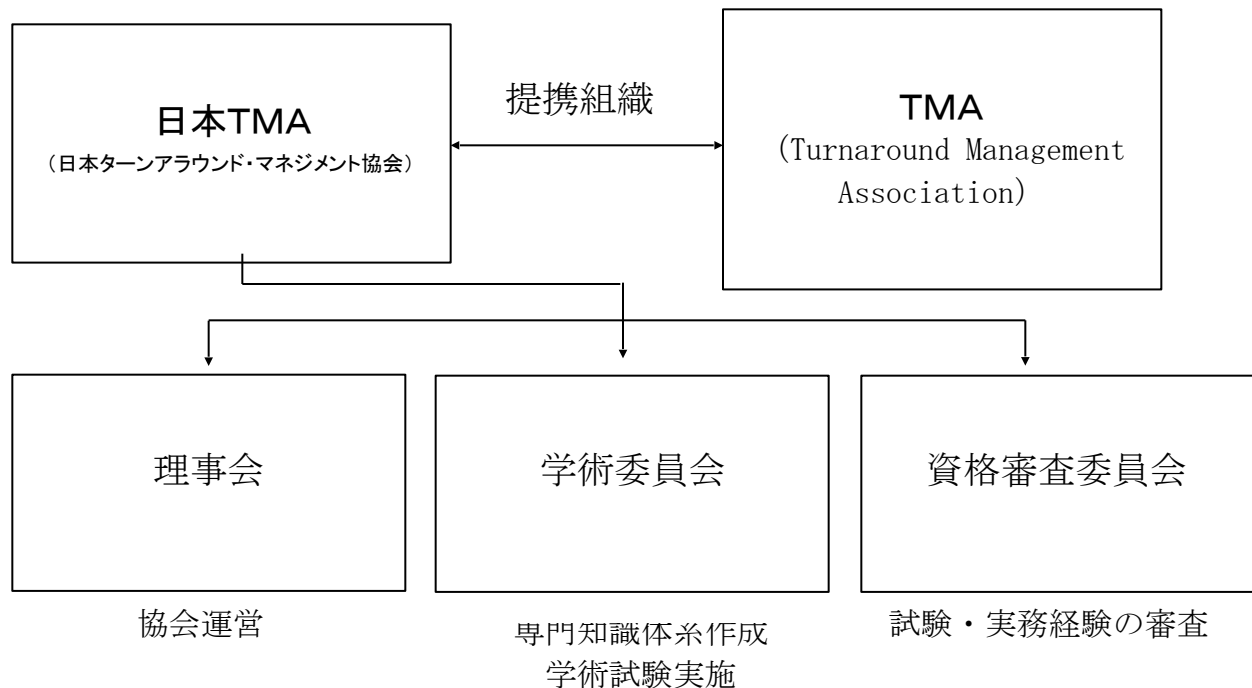 日本TMA
(日本ターンアラウンド・マネジメント協会)
提携組織
TMA
(Turnaround Management
Association)
理事会
学術委員会
資格審査委員会
協会運営
専門知識体系作成
学術試験実施
試験・実務経験の審査